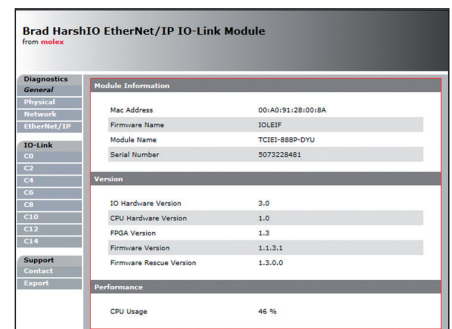 Brad HarshIO EtherNet/IP IO-Link Module
from molex
Diagnostics
General
Physical
Network
EtherNet/IP
IO-Link
C0
C2
C4
C6
C8
C10
C12
C14
Support
Contact
Export
Module Information
Mac Address 00:A0:91:28:00:8A
Firmware Name IOLEIF
Module Name TCIEI-888P-DYU
Serial Number 5073228481
Version
IO Hardware Version 3.0
CPU Hardware Version 1.0
FPGA Version 1.3
Firmware Version 1.1.3.1
Firmware Rescue Version 1.3.0.0
Performance
CPU Usage 46 %